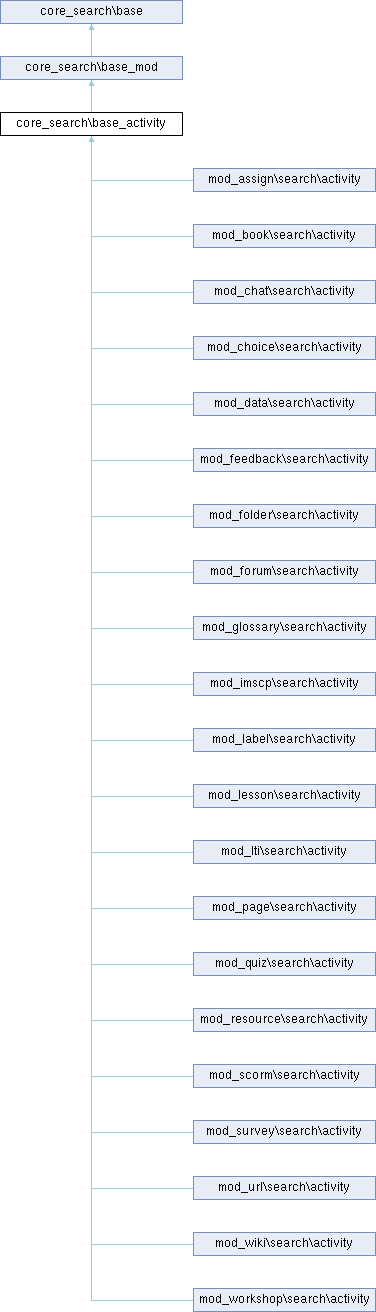 core_search\base
core_search\base_mod
core_search\base_activity
mod_assign\search\activity
mod_book\search\activity
mod_chat\search\activity
mod_choice\search\activity
mod_data\search\activity
mod_feedback\search\activity
mod_folder\search\activity
mod_forum\search\activity
mod_glossary\search\activity
mod_imscp\search\activity
mod_label\search\activity
mod_lesson\search\activity
mod_lti\search\activity
mod_page\search\activity
mod_quiz\search\activity
mod_resource\search\activity
mod_scorm\search\activity
mod_survey\search\activity
mod_url\search\activity
mod_wiki\search\activity
mod_workshop\search\activity